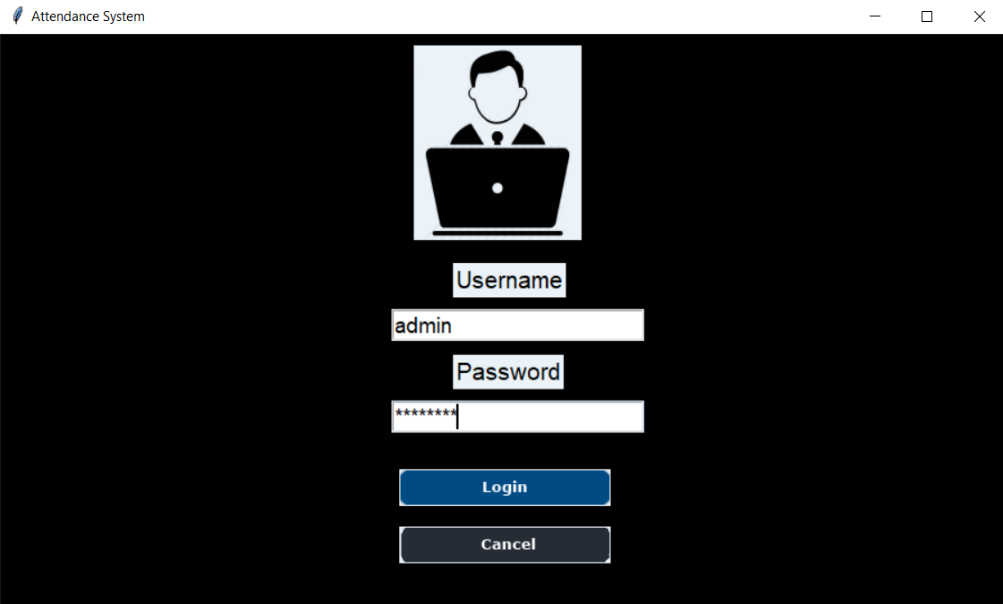 Attendance System
Username
admin
Password
********
Login
Cancel